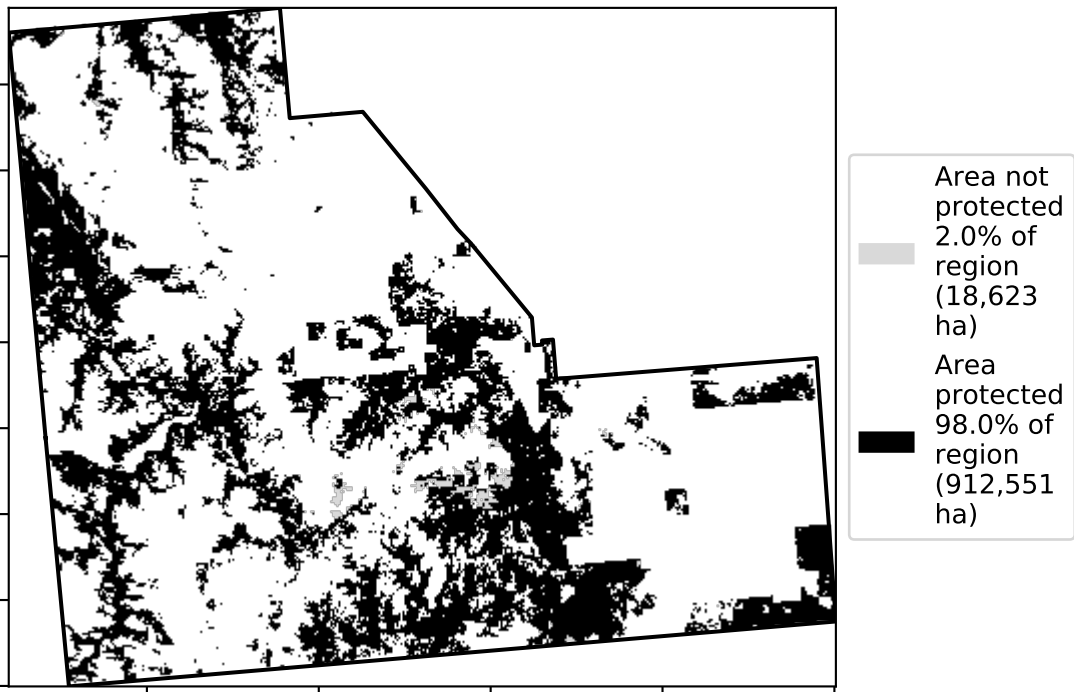 Area not
protected
2.0% of
region
(18,623
ha)
Area
protected
98.0% of
region
(912,551
ha)